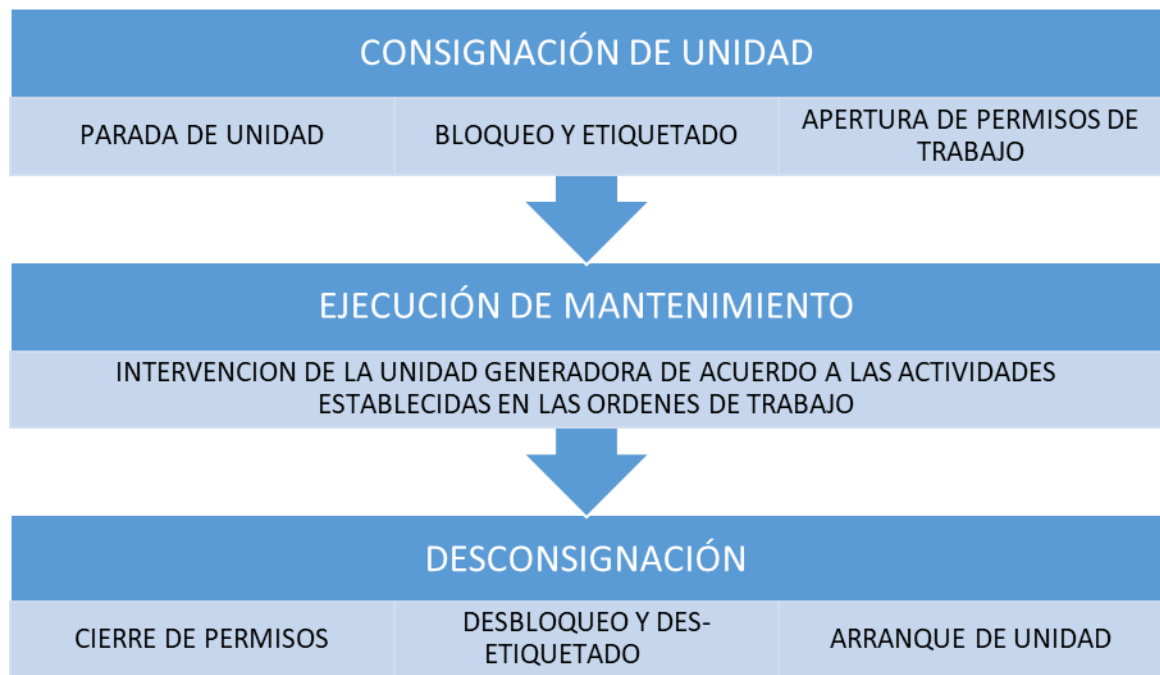 CONSIGNACIÓN DE UNIDAD
PARADA DE UNIDAD
BLOQUEO Y ETIQUETADO
APERTURA DE PERMISOS DE
TRABAJO
EJECUCIÓN DE MANTENIMIENTO
INTERVENCION DE LA UNIDAD GENERADORA DE ACUERDO A LAS ACTIVIDADES
ESTABLECIDAS EN LAS ORDENES DE TRABAJO
DESCONSIGNACIÓN
CIERRE DE PERMISOS
DESBLOQUEO Y DES-
ETIQUETADO
ARRANQUE DE UNIDAD